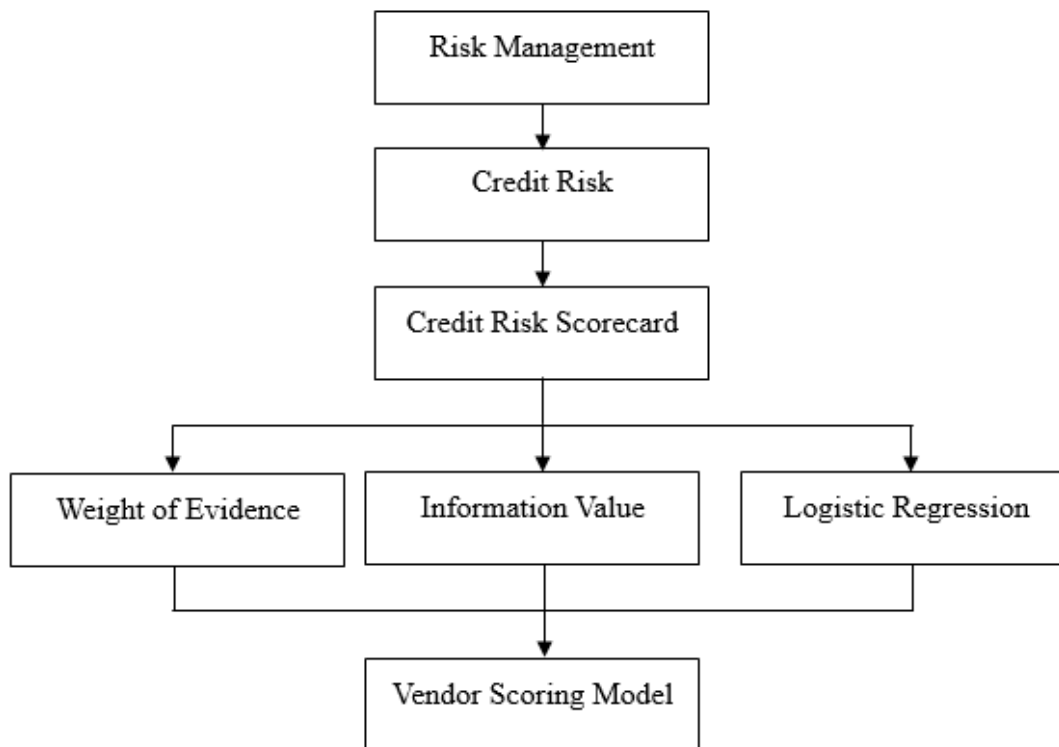 Risk Management
Credit Risk
Credit Risk Scorecard
Weight of Evidence
Information Value
Logistic Regression
Vendor Scoring Model